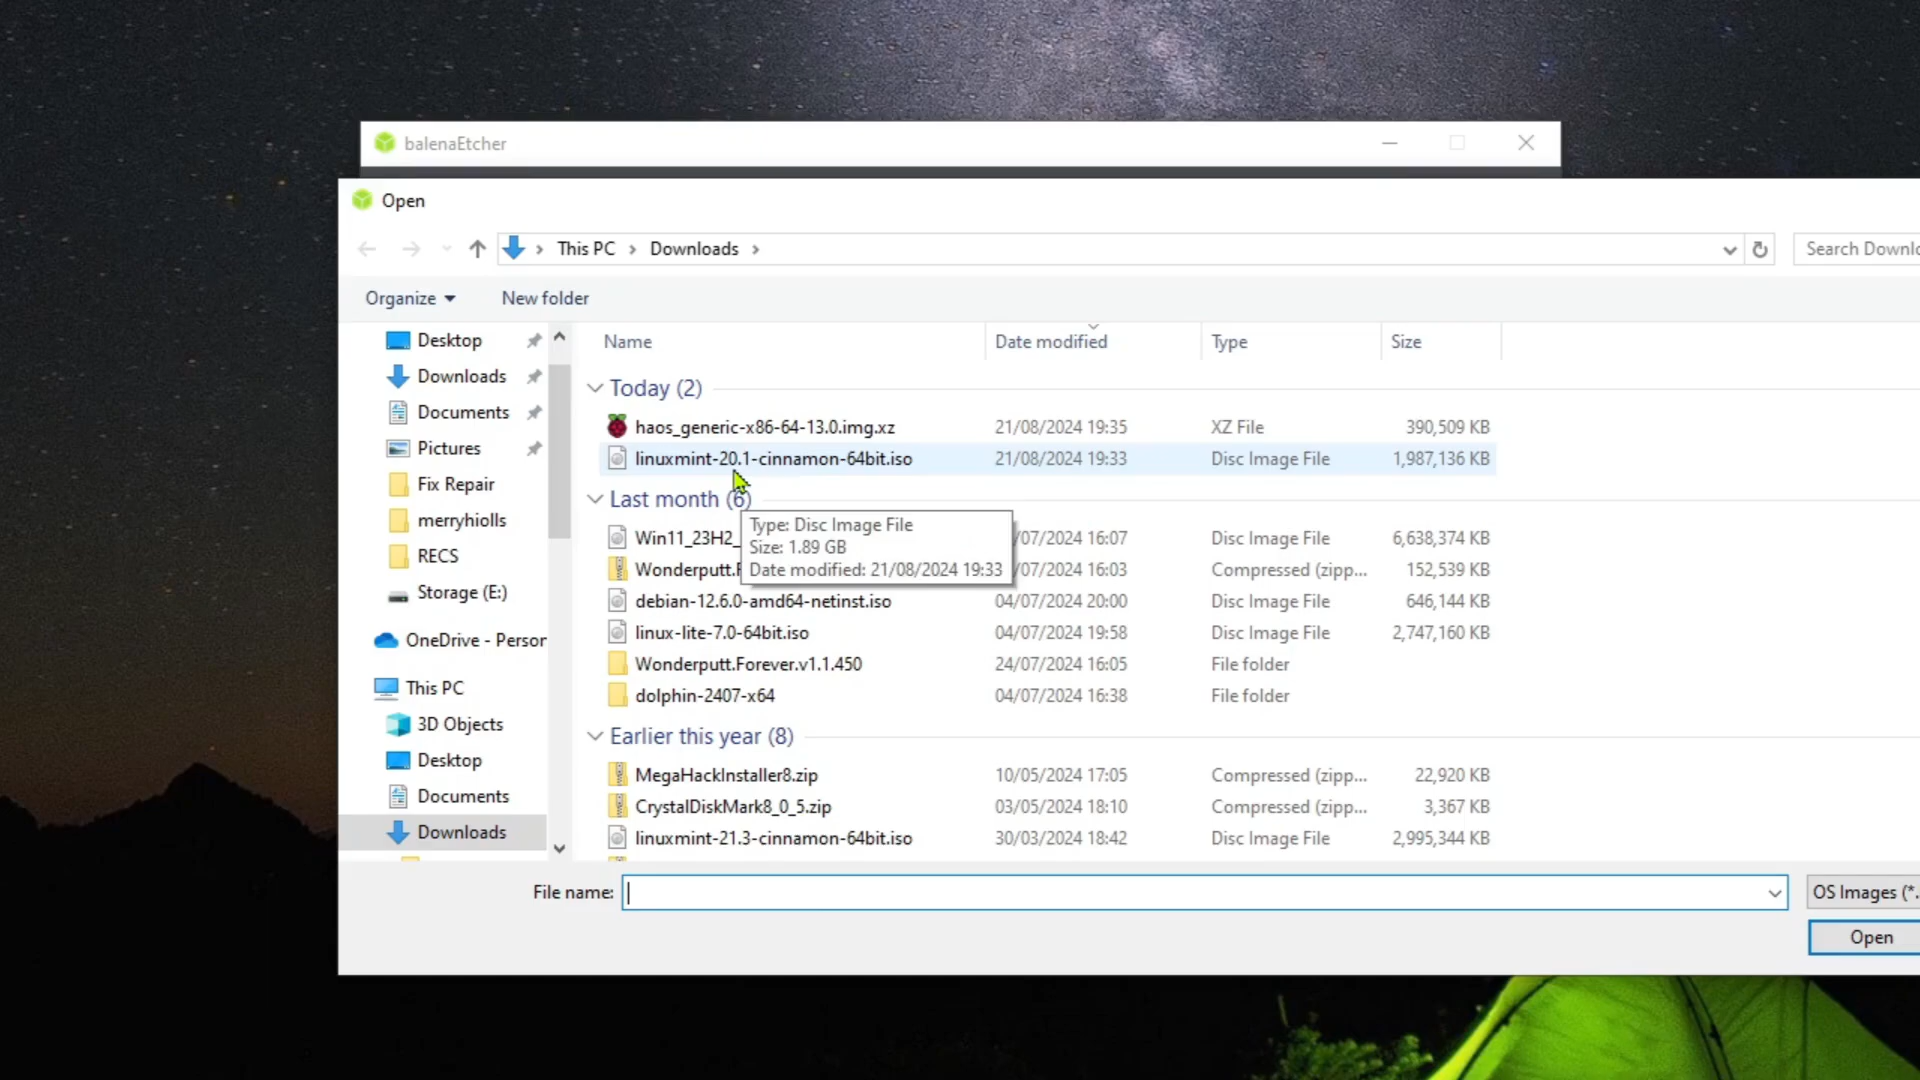 balenaEtcher
Open
This PC > Downloads >
Search Downlo
Organize
New folder
Name Date modified Type Size
Desktop
Downloads
Documents
Pictures
Fix Repair
merryhiolls
RECS
Storage (E:)
OneDrive - Person
This PC
3D Objects
Desktop
Documents
Downloads
Today (2)
haos_generic-x86-64-13.0.img.xz 21/08/2024 19:35 XZ File 390,509 KB
linuxmint-20.1-cinnamon-64bit.iso 21/08/2024 19:33 Disc Image File 1,987,136 KB
Last month (6)
Type: Disc Image File
Size: 1.89 GB
Date modified: 21/08/2024 19:33
Win11_23H2_ /07/2024 16:07 Disc Image File 6,638,374 KB
Wonderputt.F /07/2024 16:03 Compressed (zipp... 152,539 KB
debian-12.6.0-amd64-netinst.iso 04/07/2024 20:00 Disc Image File 646,144 KB
linux-lite-7.0-64bit.iso 04/07/2024 19:58 Disc Image File 2,747,160 KB
Wonderputt.Forever.v1.1.450 24/07/2024 16:05 File folder
dolphin-2407-x64 04/07/2024 16:38 File folder
Earlier this year (8)
MegaHackInstaller8.zip 10/05/2024 17:05 Compressed (zipp... 22,920 KB
CrystalDiskMark8_0_5.zip 03/05/2024 18:10 Compressed (zipp... 3,367 KB
linuxmint-21.3-cinnamon-64bit.iso 30/03/2024 18:42 Disc Image File 2,995,344 KB
File name:
OS Images (*.
Open